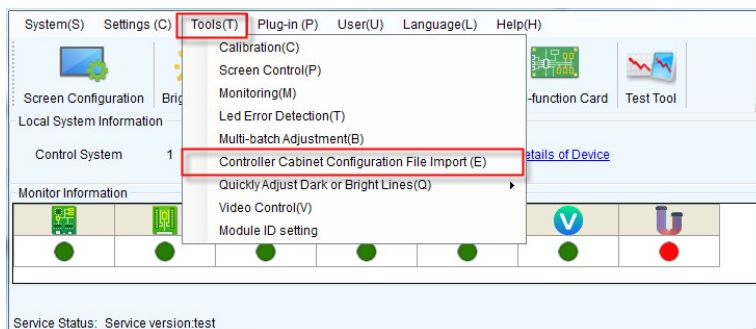 System(S) Settings (C) Tools(T) Plug-in (P) User(U) Language(L) Help(H)
Calibration(C)
Screen Control(P)
Monitoring(M)
Led Error Detection(T)
Multi-batch Adjustment(B)
Controller Cabinet Configuration File Import (E)
Quickly Adjust Dark or Bright Lines(Q)
Video Control(V)
Module ID setting
Screen Configuration Brig -function Card Test Tool
Local System Information
Control System 1 etails of Device
Monitor Information
V
Service Status: Service version:test